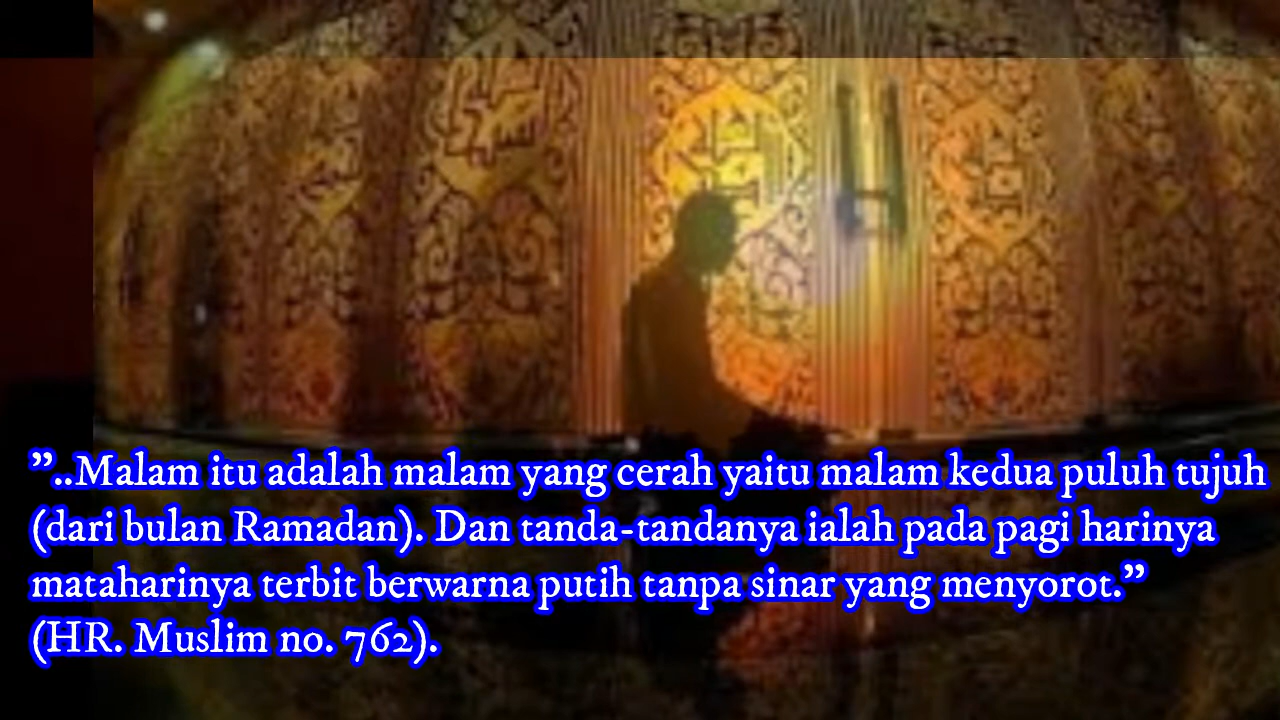 "..Malam itu adalah malam yang cerah yaitu malam kedua puluh tujuh
(dari bulan Ramadan). Dan tanda-tandanya ialah pada pagi harinya
mataharinya terbit berwarna putih tanpa sinar yang menyorot."
(HR. Muslim no. 762).